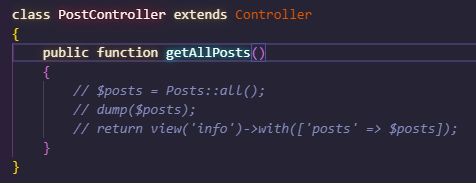 class PostController extends Controller
{
    public function getAllPosts()
    {
        // $posts = Posts::all();
        // dump($posts);
        // return view('info')->with(['posts' => $posts]);
    }
}